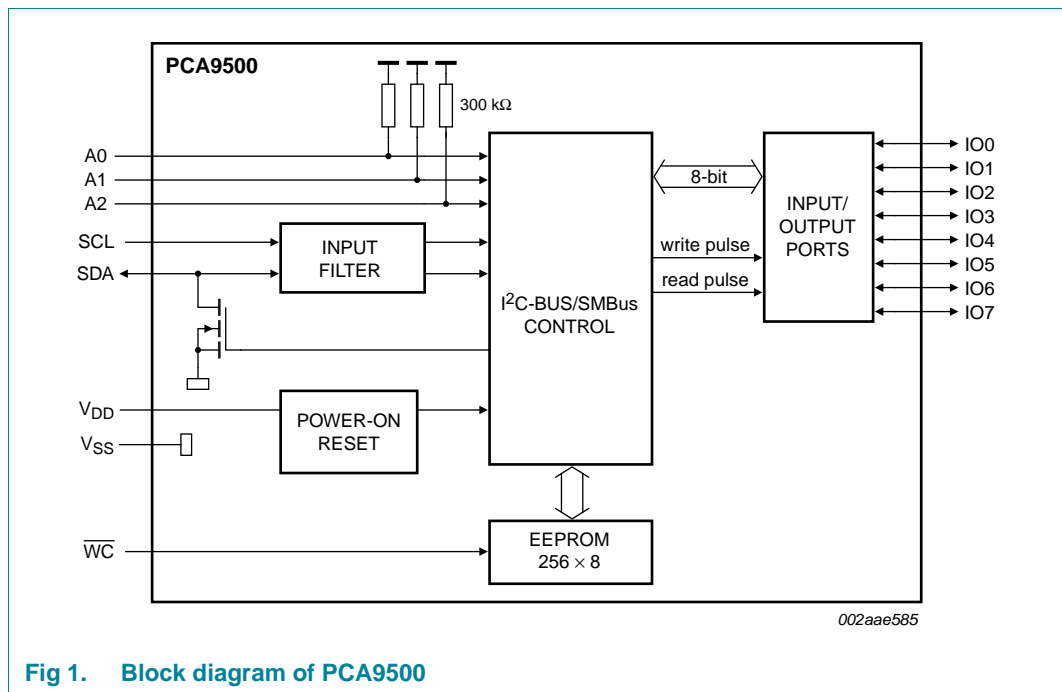 PCA9500
300 kΩ
A0
A1
A2
SCL
SDA
INPUT
FILTER
I²C-BUS/SMBus
CONTROL
8-bit
write pulse
read pulse
INPUT/
OUTPUT
PORTS
IO0
IO1
IO2
IO3
IO4
IO5
IO6
IO7
VDD
VSS
POWER-ON
RESET
WC
EEPROM
256 × 8
002aae585
Fig 1. Block diagram of PCA9500